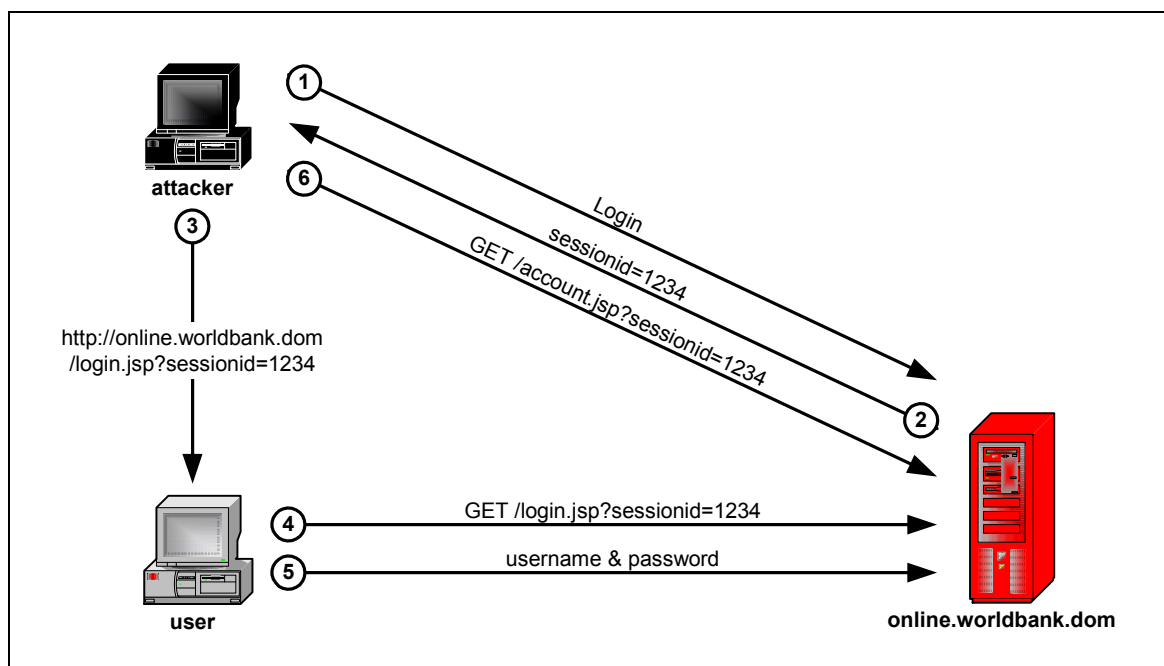 1
attacker
6
3
Login
sessionid=1234
GET /account.jsp?sessionid=1234
http://online.worldbank.dom
/login.jsp?sessionid=1234
2
4
GET /login.jsp?sessionid=1234
5
username & password
user
online.worldbank.dom